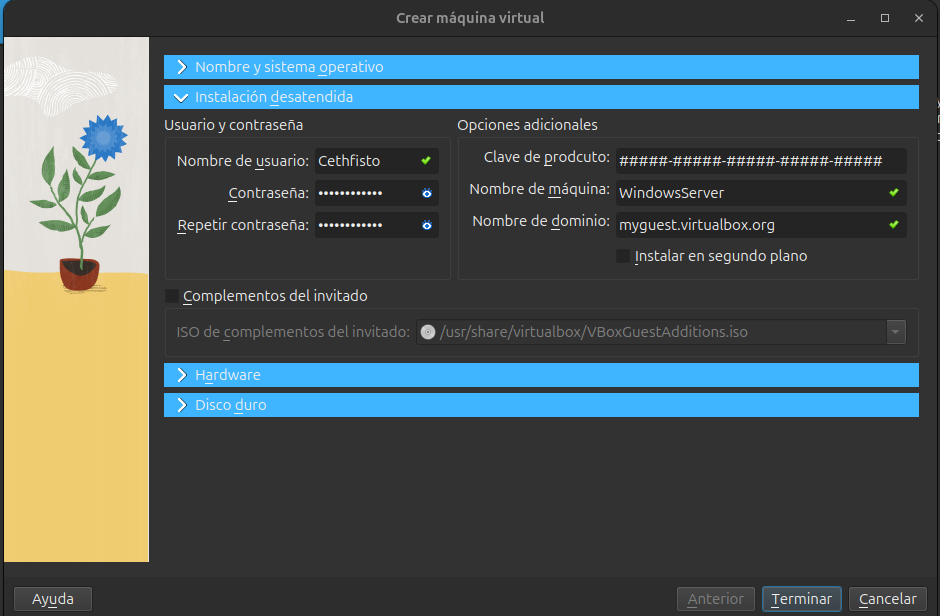 Crear máquina virtual
Nombre y sistema operativo
Instalación desatendida
Usuario y contraseña
Nombre de usuario: Cethfisto
Contraseña: ••••••••••••
Repetir contraseña: ••••••••••••
Opciones adicionales
Clave de prodcuto: #####-#####-#####-#####-#####
Nombre de máquina: WindowsServer
Nombre de dominio: myguest.virtualbox.org
Instalar en segundo plano
Complementos del invitado
ISO de complementos del invitado: /usr/share/virtualbox/VBoxGuestAdditions.iso
Hardware
Disco duro
Ayuda
Anterior
Terminar
Cancelar